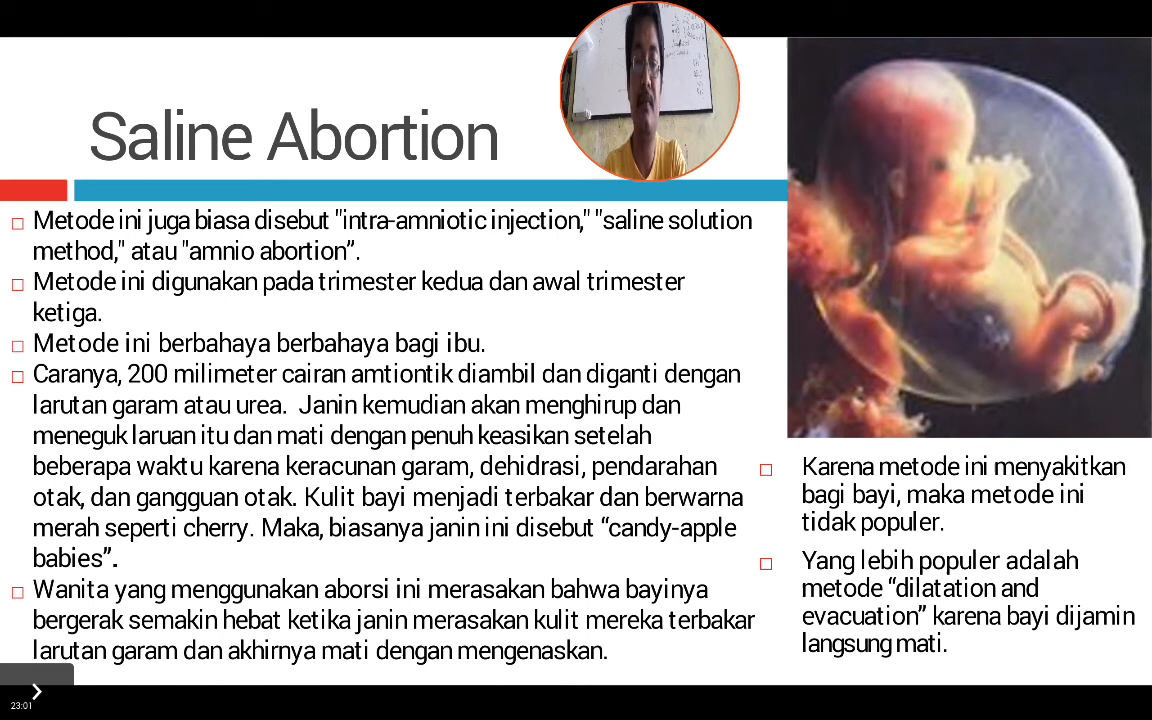 Saline Abortion
Metode ini juga biasa disebut "intra-amniotic injection," "saline solution
method," atau "amnio abortion”.
Metode ini digunakan pada trimester kedua dan awal trimester
ketiga.
Metode ini berbahaya berbahaya bagi ibu.
Caranya, 200 milimeter cairan amtiontik diambil dan diganti dengan
larutan garam atau urea. Janin kemudian akan menghirup dan
meneguk laruan itu dan mati dengan penuh keasikan setelah
beberapa waktu karena keracunan garam, dehidrasi, pendarahan
otak, dan gangguan otak. Kulit bayi menjadi terbakar dan berwarna
merah seperti cherry. Maka, biasanya janin ini disebut “candy-apple
babies”.
Wanita yang menggunakan aborsi ini merasakan bahwa bayinya
bergerak semakin hebat ketika janin merasakan kulit mereka terbakar
larutan garam dan akhirnya mati dengan mengenaskan.
Karena metode ini menyakitkan
bagi bayi, maka metode ini
tidak populer.
Yang lebih populer adalah
metode “dilatation and
evacuation” karena bayi dijamin
langsung mati.
23:01